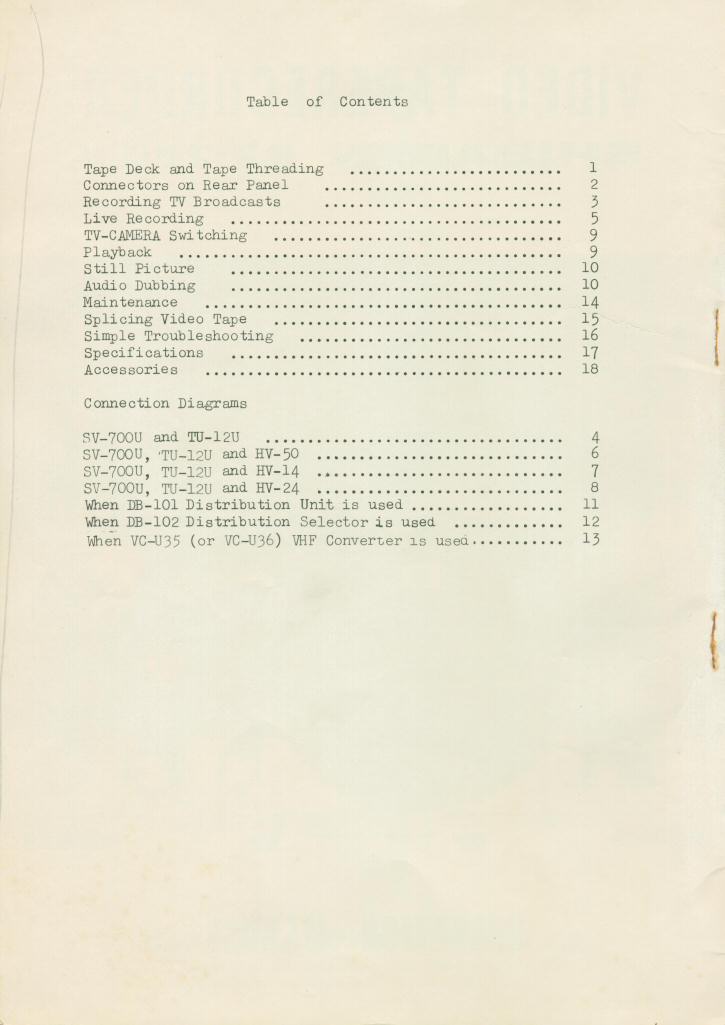 Table of Contents
Tape Deck and Tape Threading ......................... 1
Connectors on Rear Panel ............................ 2
Recording TV Broadcasts ............................ 3
Live Recording ....................................... 5
TV-CAMERA Switching .................................. 9
Playback ............................................. 9
Still Picture ....................................... 10
Audio Dubbing ....................................... 10
Maintenance .......................................... 14
Splicing Video Tape .................................. 15
Simple Troubleshooting ............................... 16
Specifications ....................................... 17
Accessories .......................................... 18
Connection Diagrams
SV-700U and TU-12U ................................... 4
SV-700U, TU-12U and HV-50 ............................. 6
SV-700U, TU-12U and HV-14 ............................. 7
SV-700U, TU-12U and HV-24 ............................. 8
When DB-101 Distribution Unit is used .................. 11
When DB-102 Distribution Selector is used ............. 12
When VC-U35 (or VC-U36) VHF Converter is used........... 13